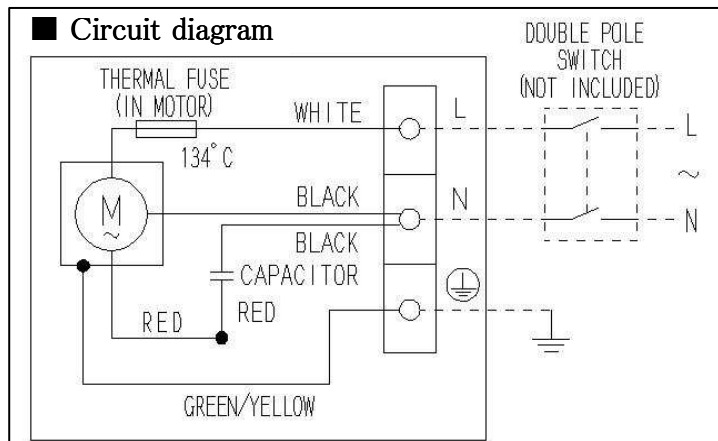 ■ Circuit diagram
DOUBLE POLE
SWITCH
(NOT INCLUDED)
THERMAL FUSE
(IN MOTOR)
WHITE
L
L
134°C
~
M
~
BLACK
N
N
BLACK
CAPACITOR
RED
RED
GREEN/YELLOW